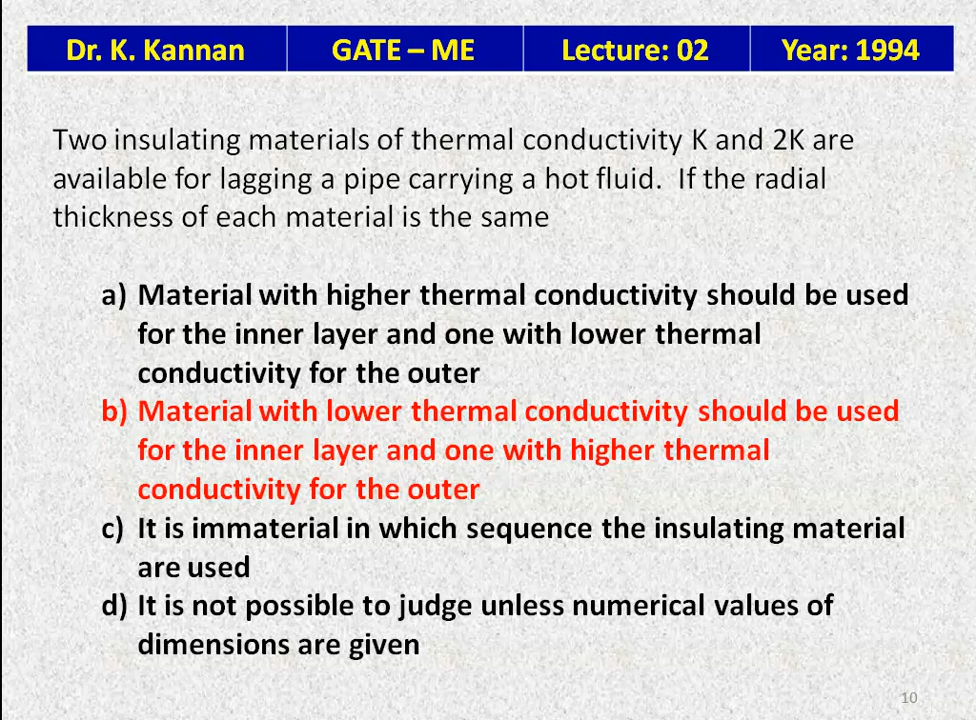 Dr. K. Kannan GATE – ME Lecture: 02 Year: 1994
Two insulating materials of thermal conductivity K and 2K are
available for lagging a pipe carrying a hot fluid. If the radial
thickness of each material is the same
a) Material with higher thermal conductivity should be used
for the inner layer and one with lower thermal
conductivity for the outer
b) Material with lower thermal conductivity should be used
for the inner layer and one with higher thermal
conductivity for the outer
c) It is immaterial in which sequence the insulating material
are used
d) It is not possible to judge unless numerical values of
dimensions are given
10